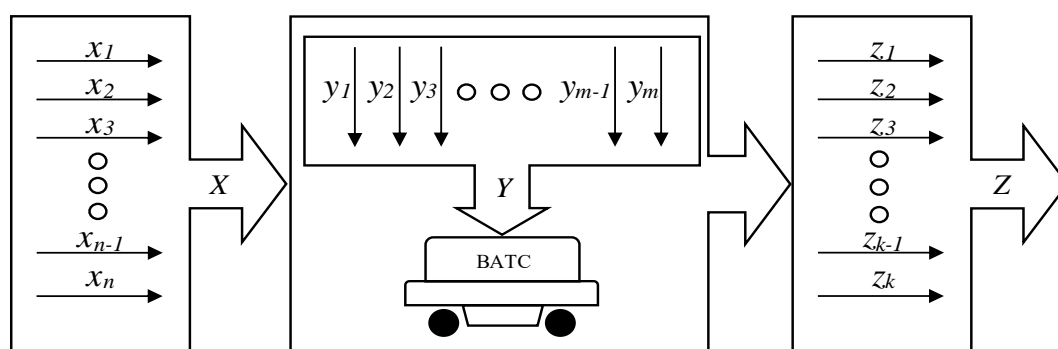 x1
x2
x3
xn-1
xn
X
y1 y2 y3 ym-1 ym
Y
BATC
z1
z2
z3
zk-1
zk
Z